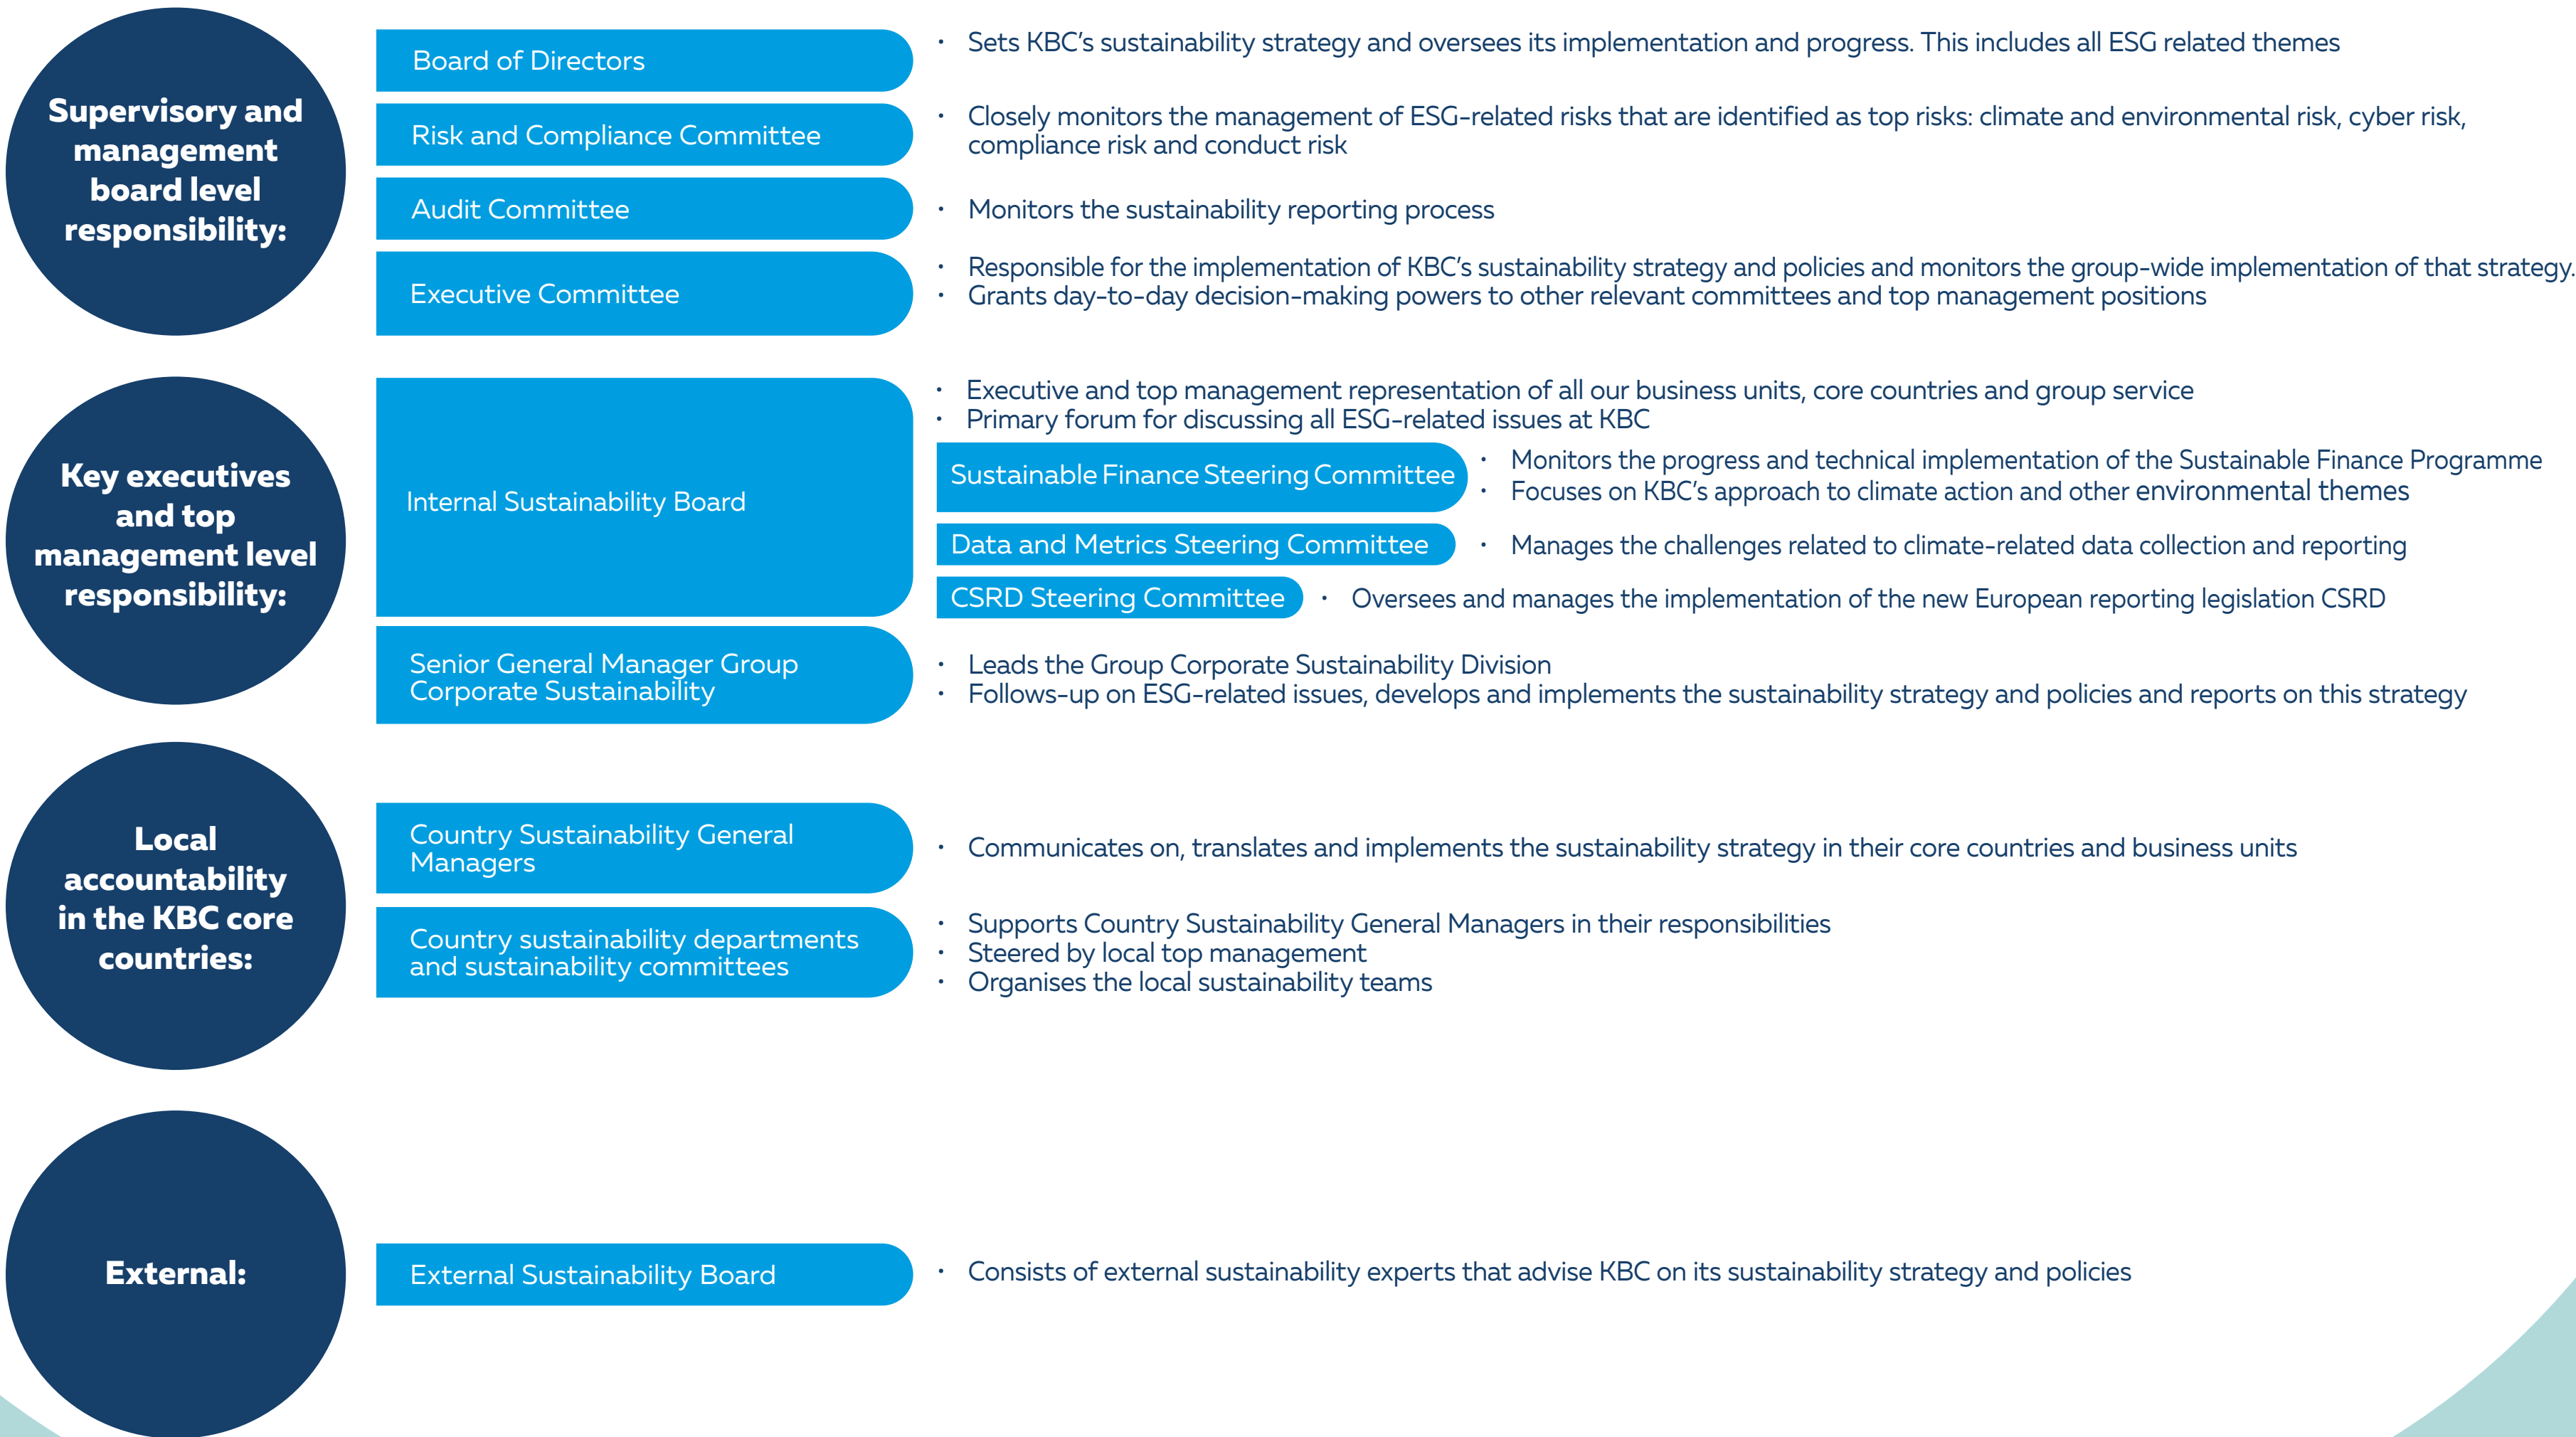 Supervisory and
management
board level
responsibility:
Board of Directors
• Sets KBC's sustainability strategy and oversees its implementation and progress. This includes all ESG related themes
Risk and Compliance Committee
• Closely monitors the management of ESG-related risks that are identified as top risks: climate and environmental risk, cyber risk,
compliance risk and conduct risk
Audit Committee
• Monitors the sustainability reporting process
Executive Committee
• Responsible for the implementation of KBC's sustainability strategy and policies and monitors the group-wide implementation of that strategy.
• Grants day-to-day decision-making powers to other relevant committees and top management positions
Key executives
and top
management level
responsibility:
Internal Sustainability Board
• Executive and top management representation of all our business units, core countries and group service
• Primary forum for discussing all ESG-related issues at KBC
Sustainable Finance Steering Committee
• Monitors the progress and technical implementation of the Sustainable Finance Programme
• Focuses on KBC's approach to climate action and other environmental themes
Data and Metrics Steering Committee
• Manages the challenges related to climate-related data collection and reporting
CSRD Steering Committee
• Oversees and manages the implementation of the new European reporting legislation CSRD
Senior General Manager Group
Corporate Sustainability
• Leads the Group Corporate Sustainability Division
• Follows-up on ESG-related issues, develops and implements the sustainability strategy and policies and reports on this strategy
Local
accountability
in the KBC core
countries:
Country Sustainability General
Managers
• Communicates on, translates and implements the sustainability strategy in their core countries and business units
Country sustainability departments
and sustainability committees
• Supports Country Sustainability General Managers in their responsibilities
• Steered by local top management
• Organises the local sustainability teams
External:
External Sustainability Board
• Consists of external sustainability experts that advise KBC on its sustainability strategy and policies